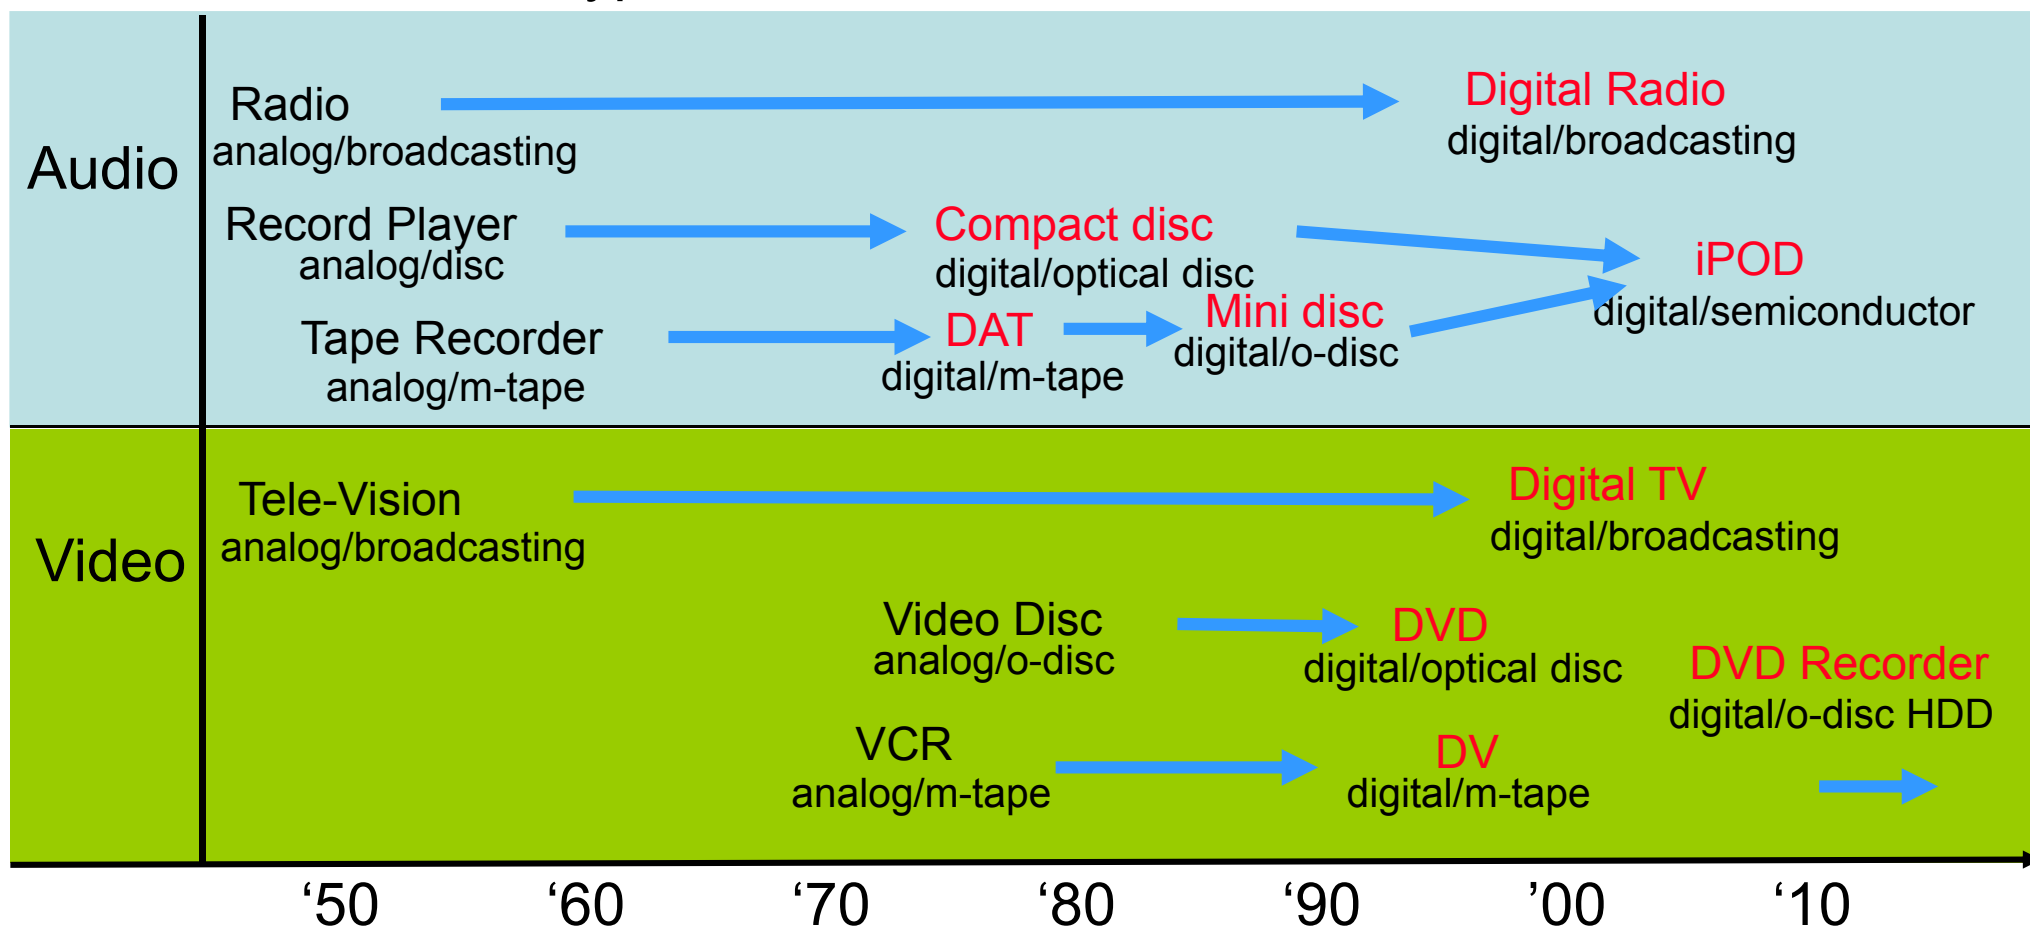 Audio
Radio
analog/broadcasting
Digital Radio
digital/broadcasting
Record Player
analog/disc
Compact disc
digital/optical disc
iPOD
digital/semiconductor
Tape Recorder
analog/m-tape
DAT
digital/m-tape
Mini disc
digital/o-disc
Video
Tele-Vision
analog/broadcasting
Digital TV
digital/broadcasting
Video Disc
analog/o-disc
DVD
digital/optical disc
DVD Recorder
digital/o-disc HDD
VCR
analog/m-tape
DV
digital/m-tape
‘50 ‘60 ‘70 ‘80 ‘90 ’00 ‘10